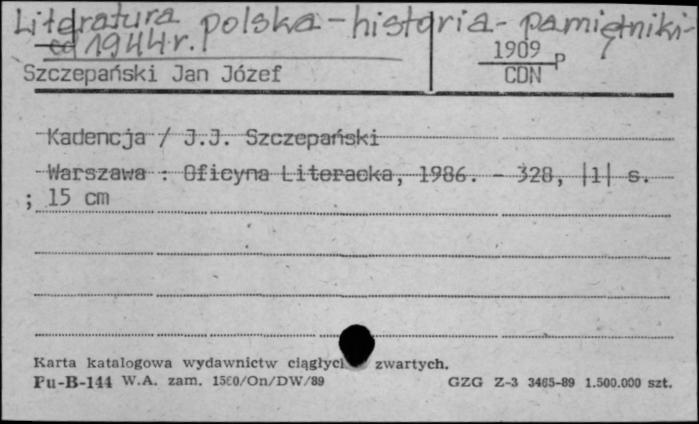 Literatura polska - historia - pamiętniki -
od 1944 r.
1909 P
CDN
Szczepański Jan Józef
Kadencja / J.J. Szczepański
Warszawa : Oficyna Literacka, 1986. - 328, |1| s.
; 15 cm
Karta katalogowa wydawnictw ciągłyc zwartych.
Pu-B-144 W.A. zam. 1560/On/DW/89 GZG Z-3 3465-89 1.500.000 szt.